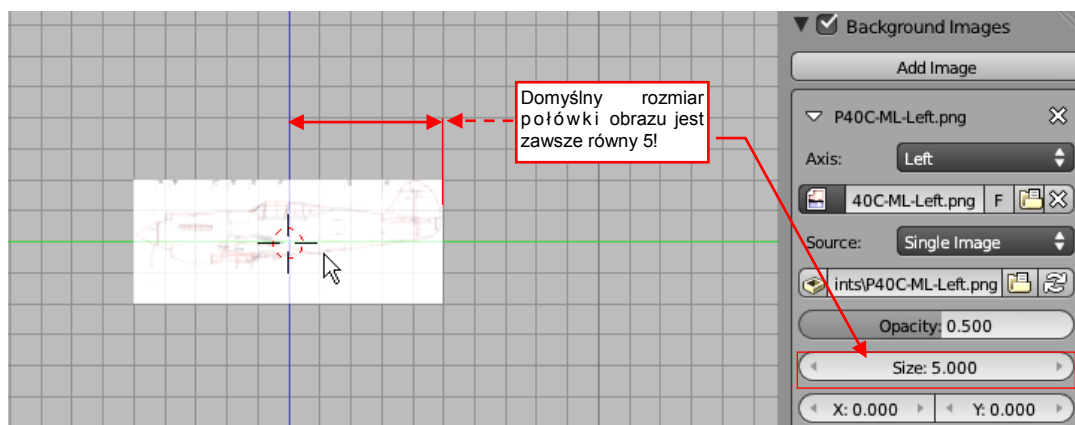 Background Images
Add Image
Domyślny rozmiar
połówki obrazu jest
zawsze równy 5!
P40C-ML-Left.png
Axis: Left
40C-ML-Left.png F
Source: Single Image
ints\P40C-ML-Left.png
Opacity: 0.500
Size: 5.000
X: 0.000 Y: 0.000